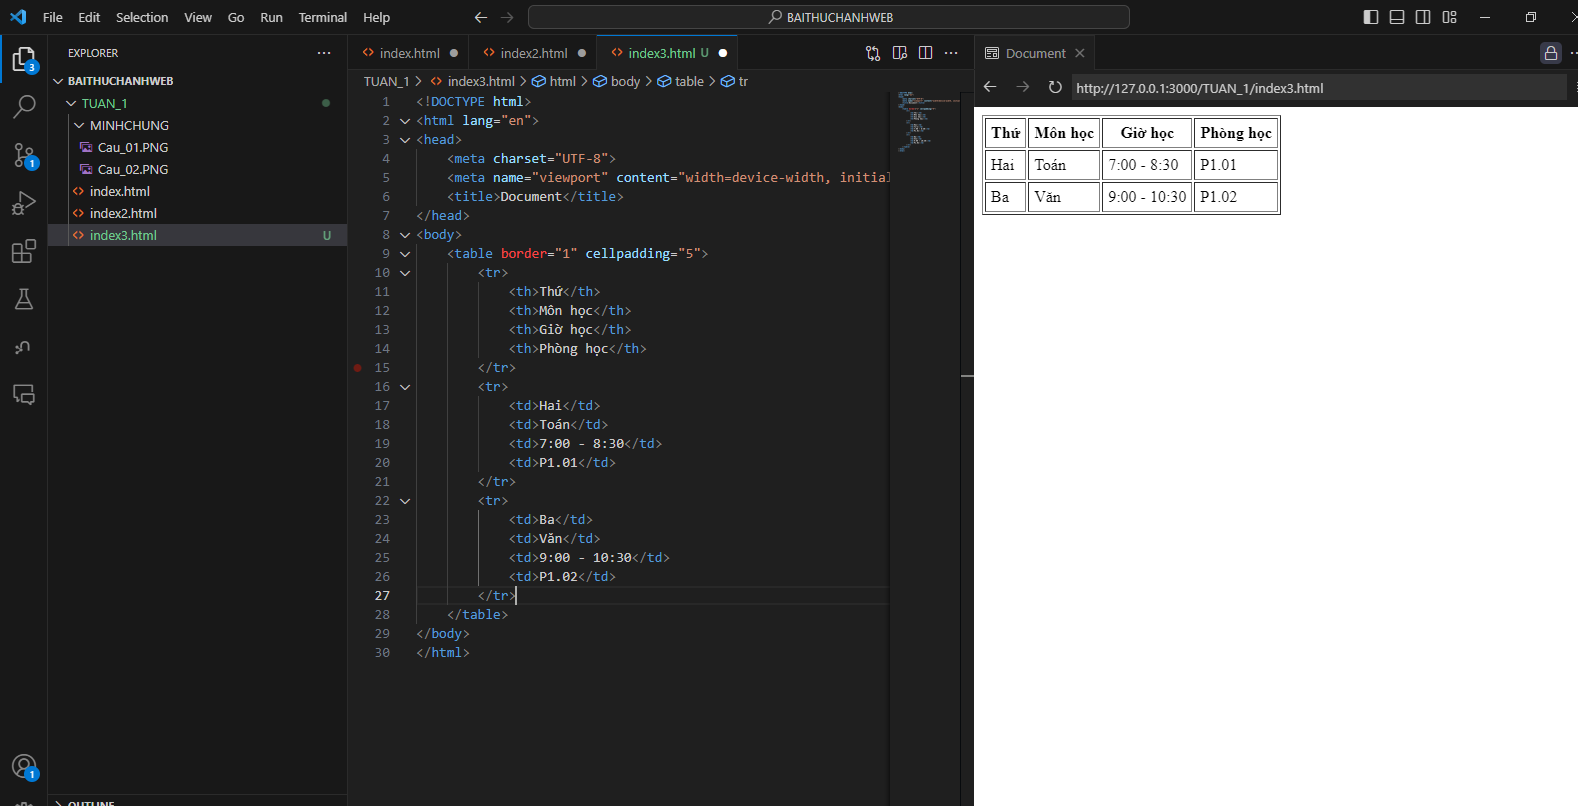 File Edit Selection View Go Run Terminal Help
BAITHUCHANHWEB
EXPLORER
BAITHUCHANHWEB
TUAN_1
MINHCHUNG
Cau_01.PNG
Cau_02.PNG
index.html
index2.html
index3.html U
OUTLINE
3
1
1
index.html index2.html index3.html U
TUAN_1 > index3.html > html > body > table > tr
1 <!DOCTYPE html>
2 <html lang="en">
3 <head>
4 <meta charset="UTF-8">
5 <meta name="viewport" content="width=device-width, initial
6 <title>Document</title>
7 </head>
8 <body>
9 <table border="1" cellpadding="5">
10 <tr>
11 <th>Thứ</th>
12 <th>Môn học</th>
13 <th>Giờ học</th>
14 <th>Phòng học</th>
15 </tr>
16 <tr>
17 <td>Hai</td>
18 <td>Toán</td>
19 <td>7:00 - 8:30</td>
20 <td>P1.01</td>
21 </tr>
22 <tr>
23 <td>Ba</td>
24 <td>Văn</td>
25 <td>9:00 - 10:30</td>
26 <td>P1.02</td>
27 </tr>
28 </table>
29 </body>
30 </html>
Document
http://127.0.0.1:3000/TUAN_1/index3.html
Thứ Môn học Giờ học Phòng học
Hai Toán 7:00 - 8:30 P1.01
Ba Văn 9:00 - 10:30 P1.02